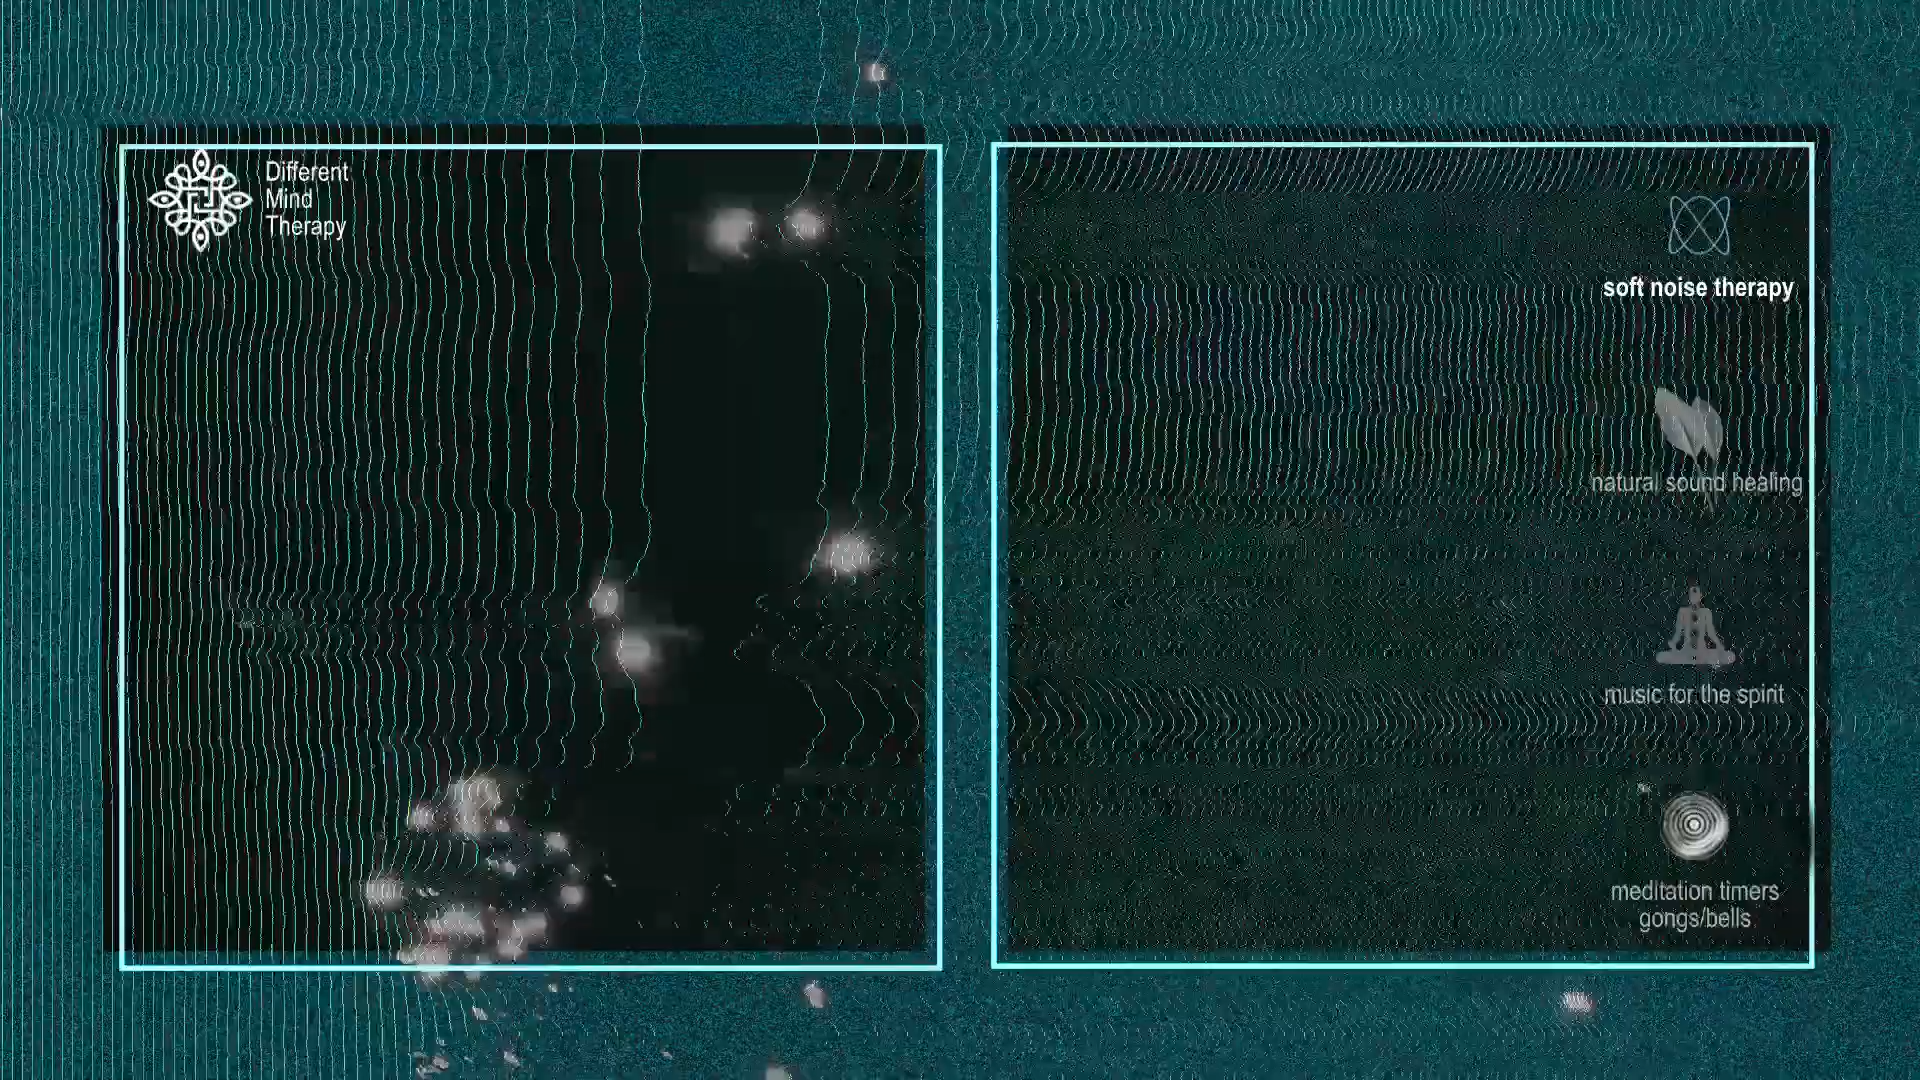 Different
Mind
Therapy
soft noise therapy
natural sound healing
music for the spirit
meditation timers
gongs/bells